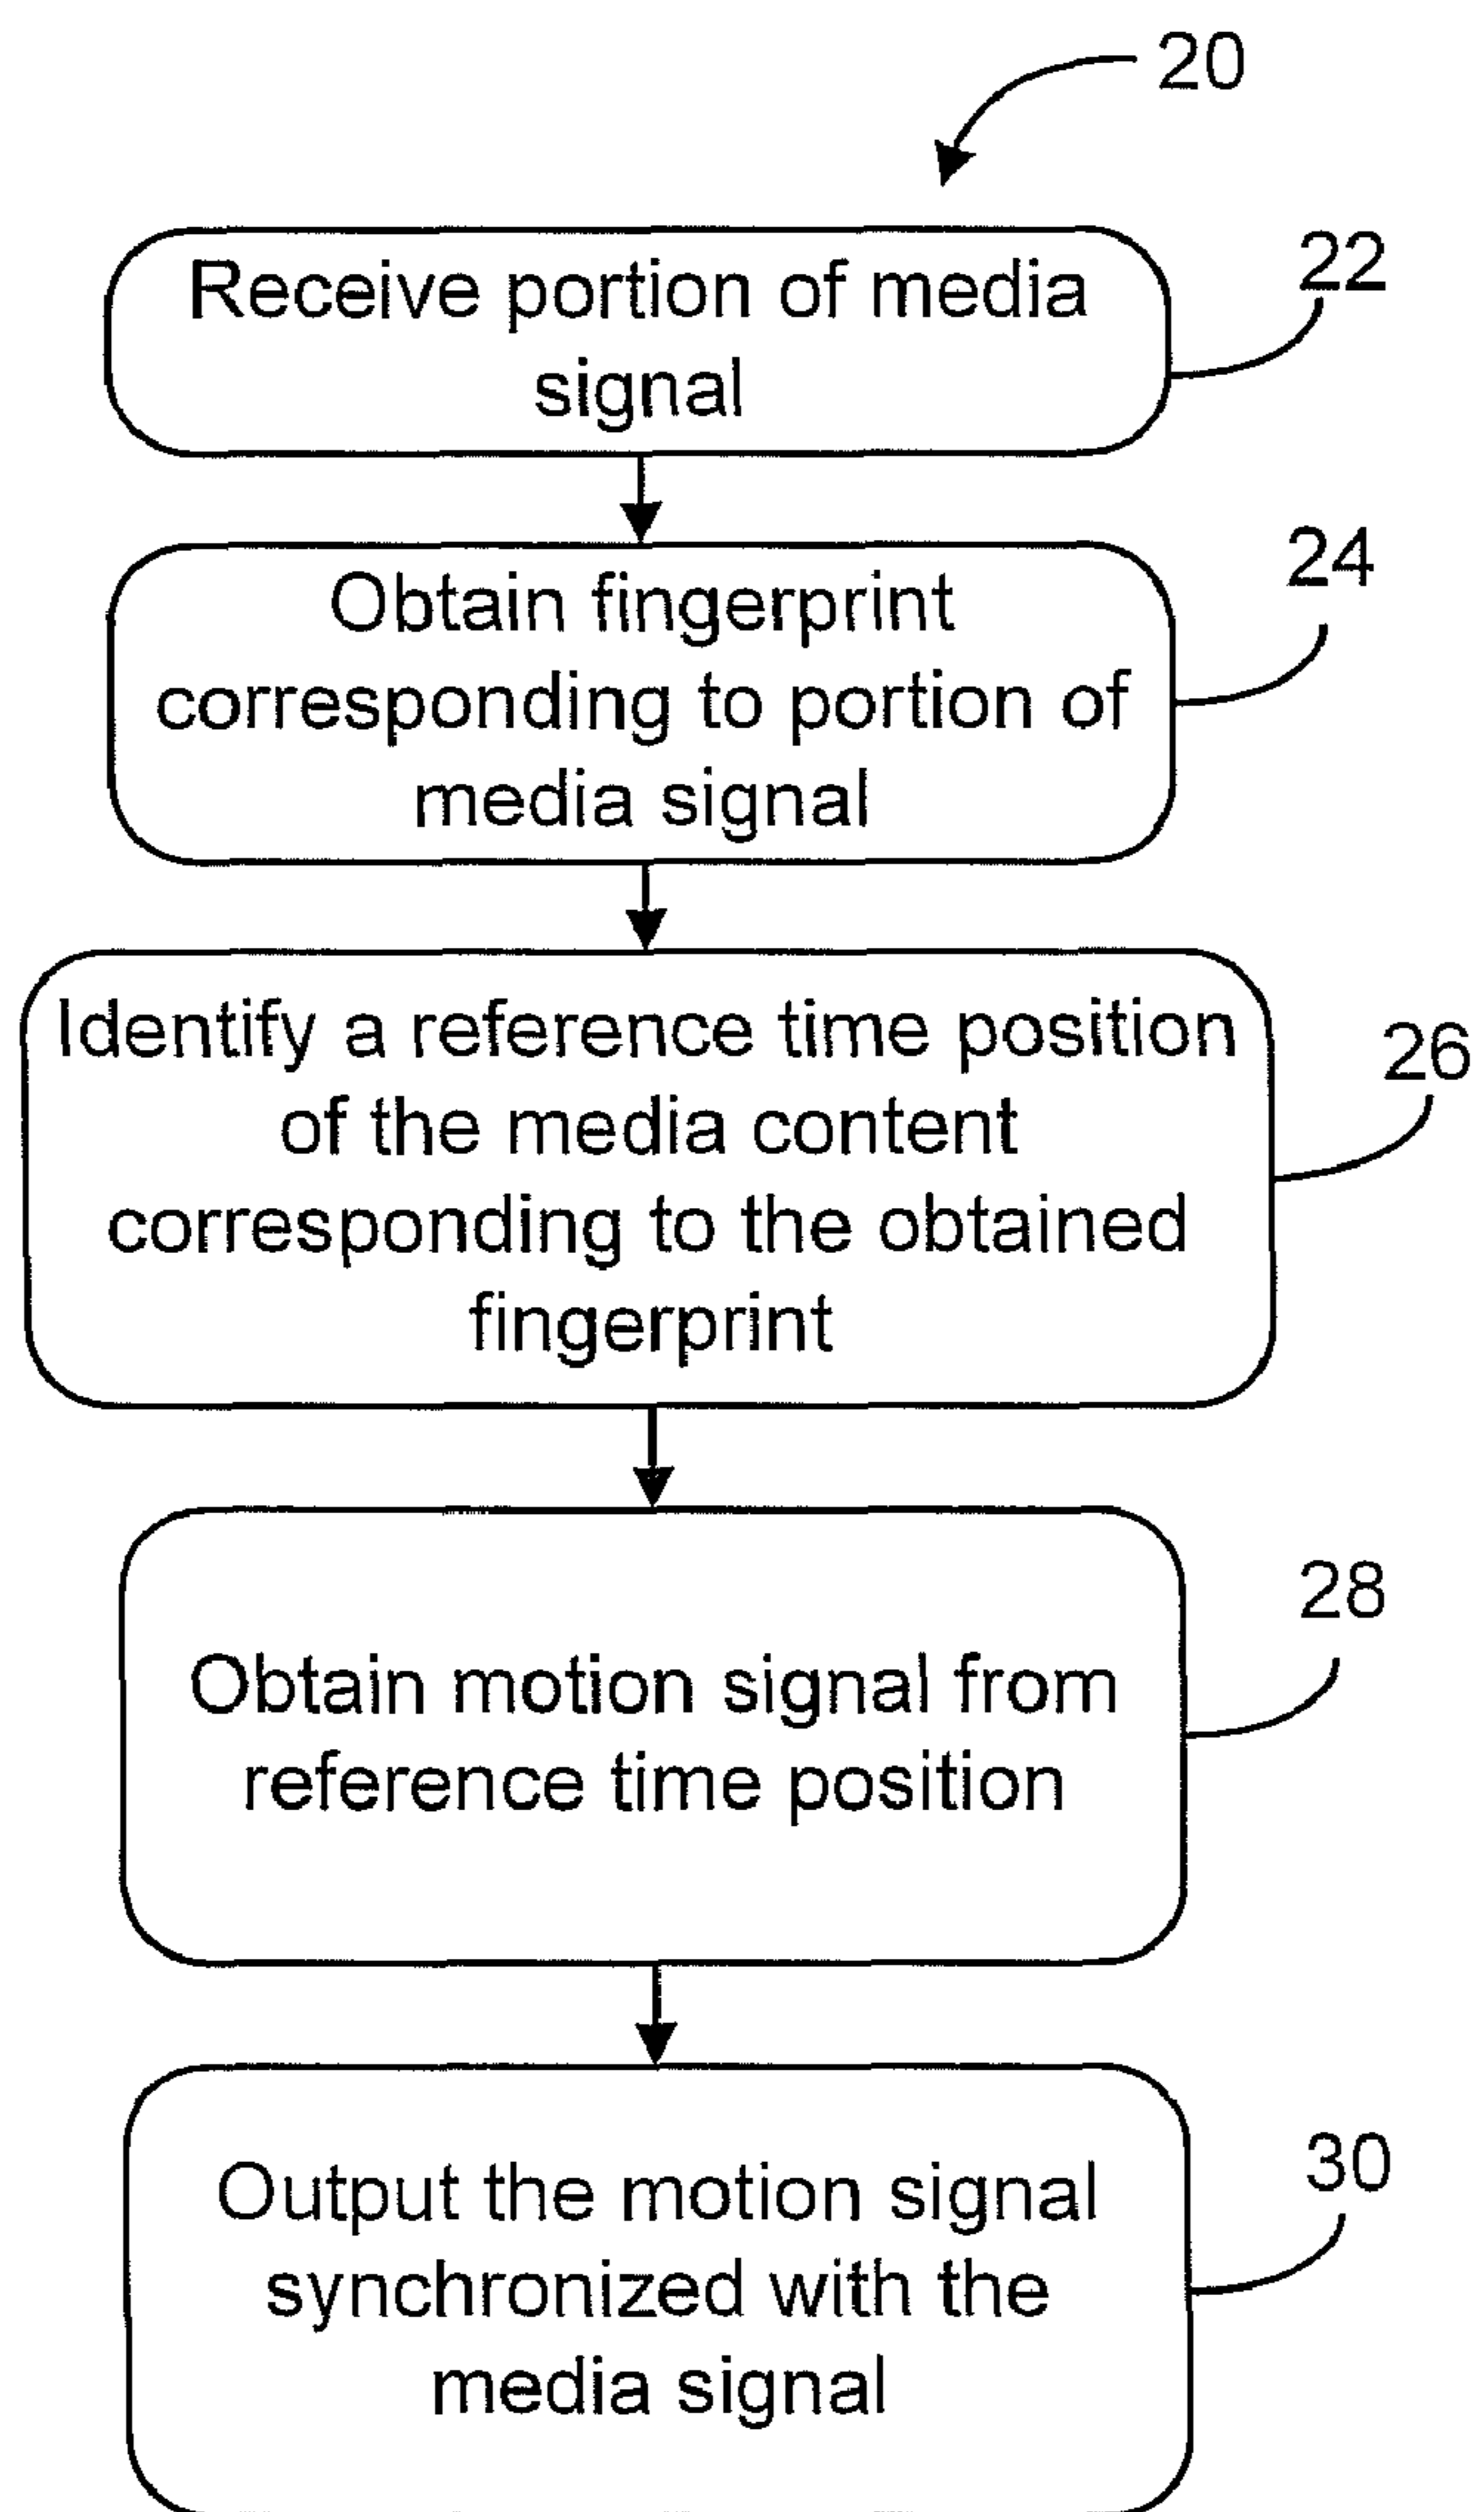 20
22
Receive portion of media
signal
24
Obtain fingerprint
corresponding to portion of
media signal
26
Identify a reference time position
of the media content
corresponding to the obtained
fingerprint
28
Obtain motion signal from
reference time position
30
Output the motion signal
synchronized with the
media signal